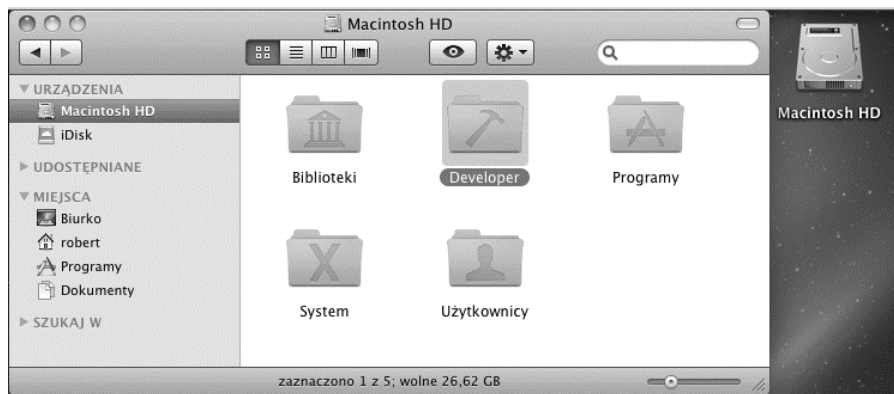 Macintosh HD
URZĄDZENIA
Macintosh HD
iDisk
UDOSTĘPNIANE
MIEJSCA
Biurko
robert
Programy
Dokumenty
SZUKAJ W
Biblioteki
Developer
Programy
System
Użytkownicy
zaznaczono 1 z 5; wolne 26,62 GB
Macintosh HD